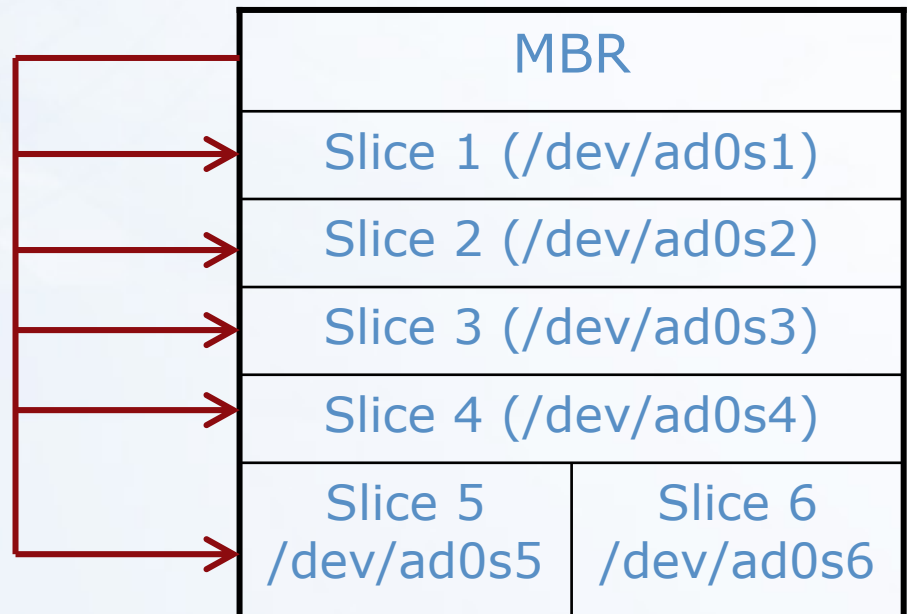 MBR
Slice 1 (/dev/ad0s1)
Slice 2 (/dev/ad0s2)
Slice 3 (/dev/ad0s3)
Slice 4 (/dev/ad0s4)
Slice 5
/dev/ad0s5
Slice 6
/dev/ad0s6